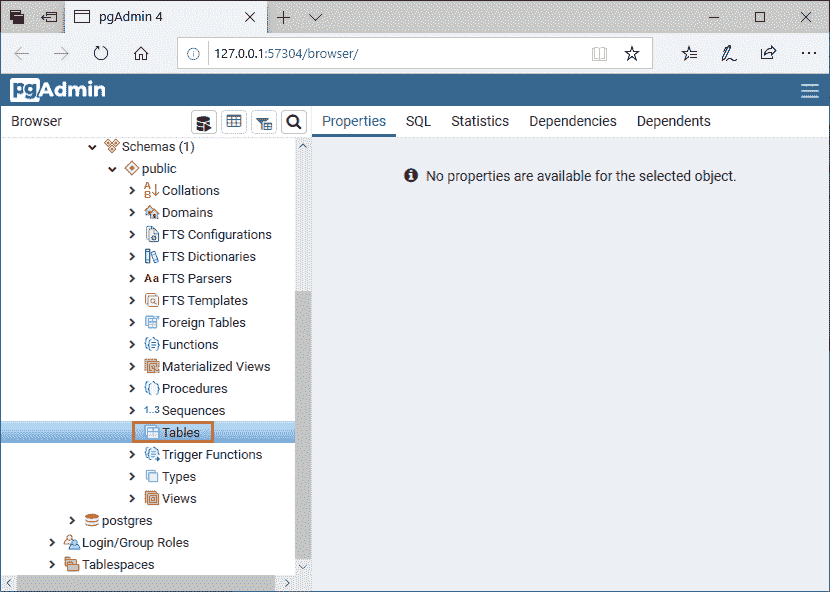 pgAdmin 4
127.0.0.1:57304/browser/
pgAdmin
Browser
Properties SQL Statistics Dependencies Dependents
No properties are available for the selected object.
Schemas (1)
public
Collations
Domains
FTS Configurations
FTS Dictionaries
Aa FTS Parsers
FTS Templates
Foreign Tables
Functions
Materialized Views
Procedures
1..3 Sequences
Tables
Trigger Functions
Types
Views
postgres
Login/Group Roles
Tablespaces